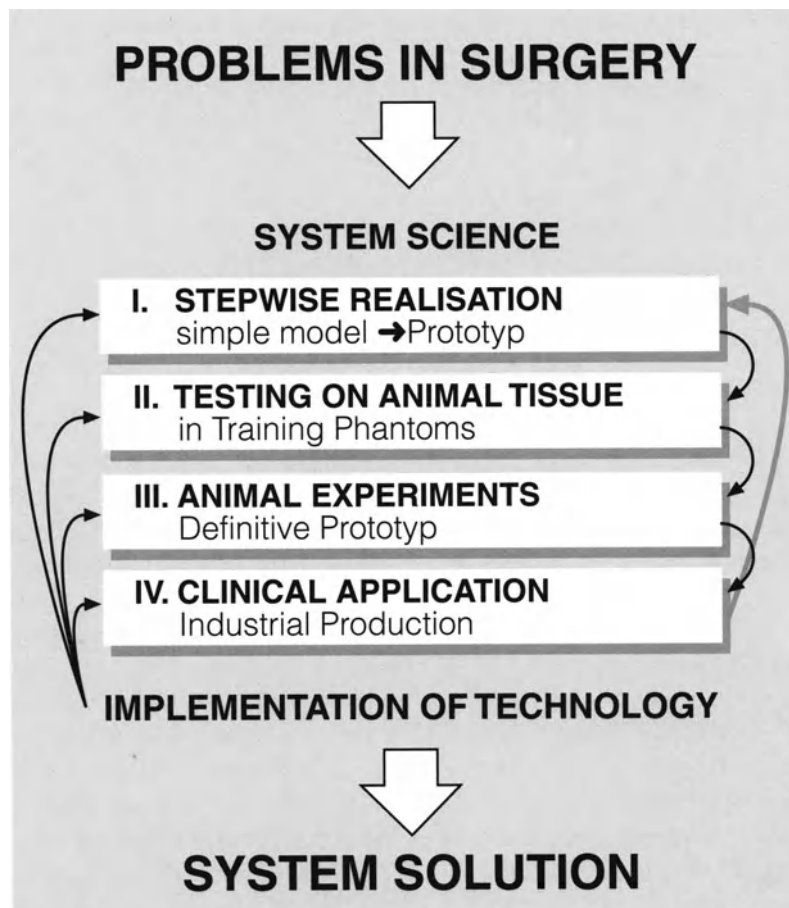 PROBLEMS IN SURGERY
SYSTEM SCIENCE
I. STEPWISE REALISATION
simple model ➔Prototyp
II. TESTING ON ANIMAL TISSUE
in Training Phantoms
III. ANIMAL EXPERIMENTS
Definitive Prototyp
IV. CLINICAL APPLICATION
Industrial Production
IMPLEMENTATION OF TECHNOLOGY
SYSTEM SOLUTION